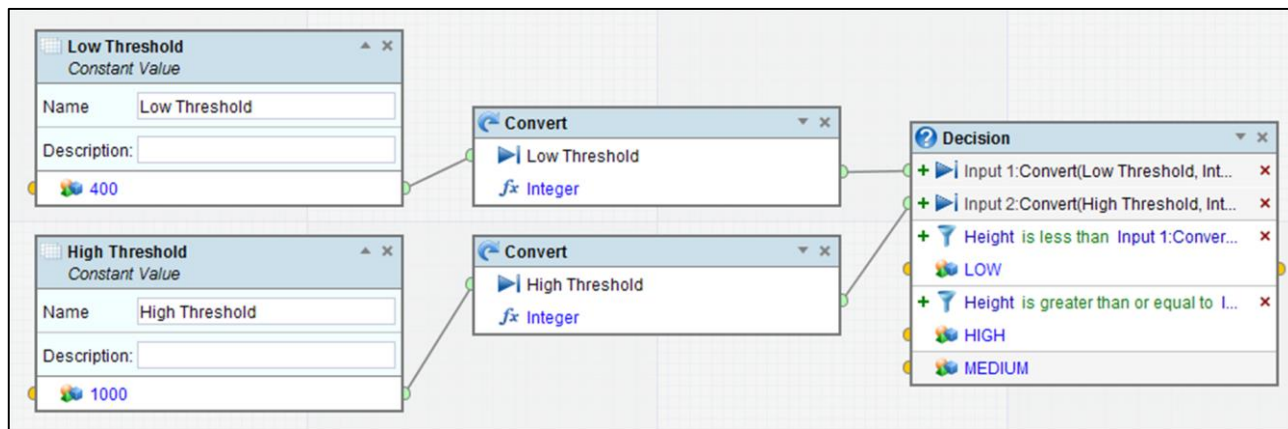 Low Threshold
Constant Value
Name Low Threshold
Description:
400
High Threshold
Constant Value
Name High Threshold
Description:
1000
Convert
Low Threshold
fx Integer
Convert
High Threshold
fx Integer
Decision
Input 1:Convert(Low Threshold, Int...
Input 2:Convert(High Threshold, Int...
Height is less than Input 1:Conver...
LOW
Height is greater than or equal to I...
HIGH
MEDIUM